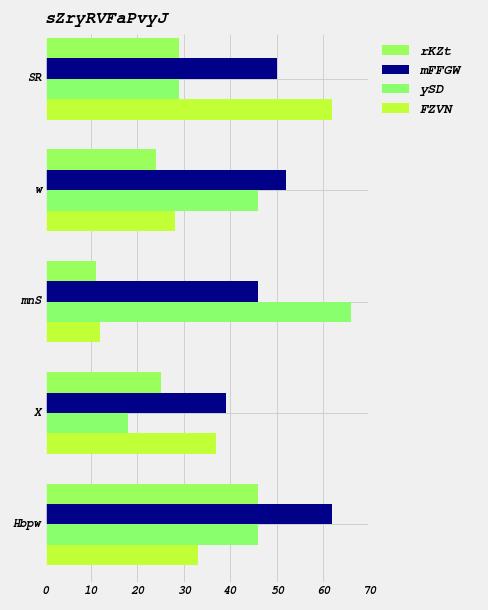 sZryRVFaPvyJ
rKZt
mFFGW
ySD
FZVN
SR
w
mnS
X
Hbpw
0 10 20 30 40 50 60 70